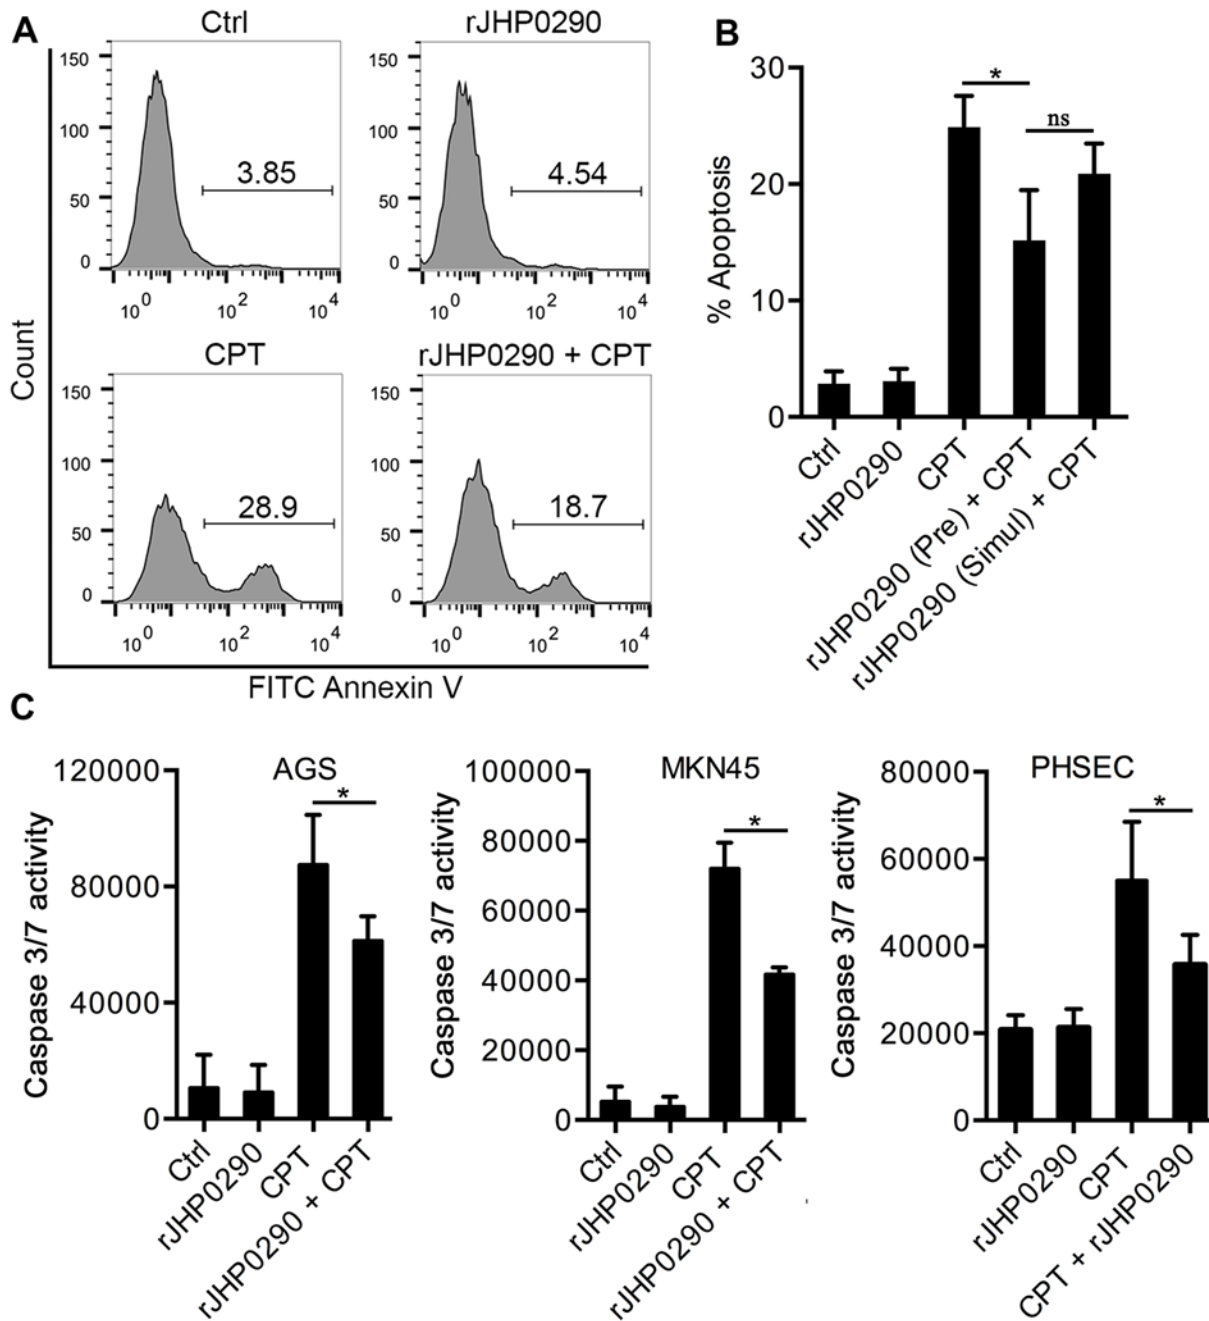 A
Ctrl
rJHP0290
150
100
50
0
3.85
10^0 10^2 10^4
150
100
50
0
4.54
10^0 10^2 10^4
CPT
rJHP0290 + CPT
150
100
50
0
28.9
10^0 10^2 10^4
150
100
50
0
18.7
10^0 10^2 10^4
Count
FITC Annexin V
B
% Apoptosis
30
20
10
0
*
ns
Ctrl
rJHP0290
CPT
rJHP0290 (Pre) + CPT
rJHP0290 (Simul) + CPT
C
AGS
Caspase 3/7 activity
120000
80000
40000
0
*
Ctrl
rJHP0290
CPT
rJHP0290 + CPT
MKN45
Caspase 3/7 activity
100000
80000
60000
40000
20000
0
*
Ctrl
rJHP0290
CPT
rJHP0290 + CPT
PHSEC
Caspase 3/7 activity
80000
60000
40000
20000
0
*
Ctrl
rJHP0290
CPT
CPT + rJHP0290